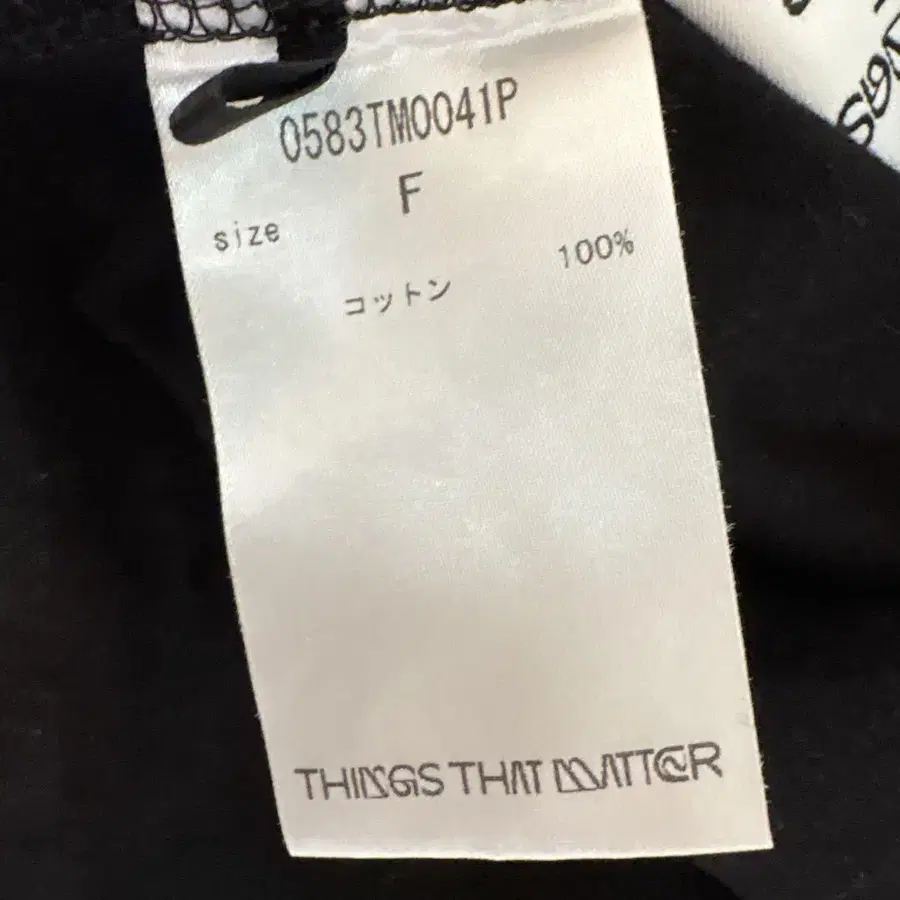 0583TM0041P
F
size
100%
コットン
THINGS THAT MATTER